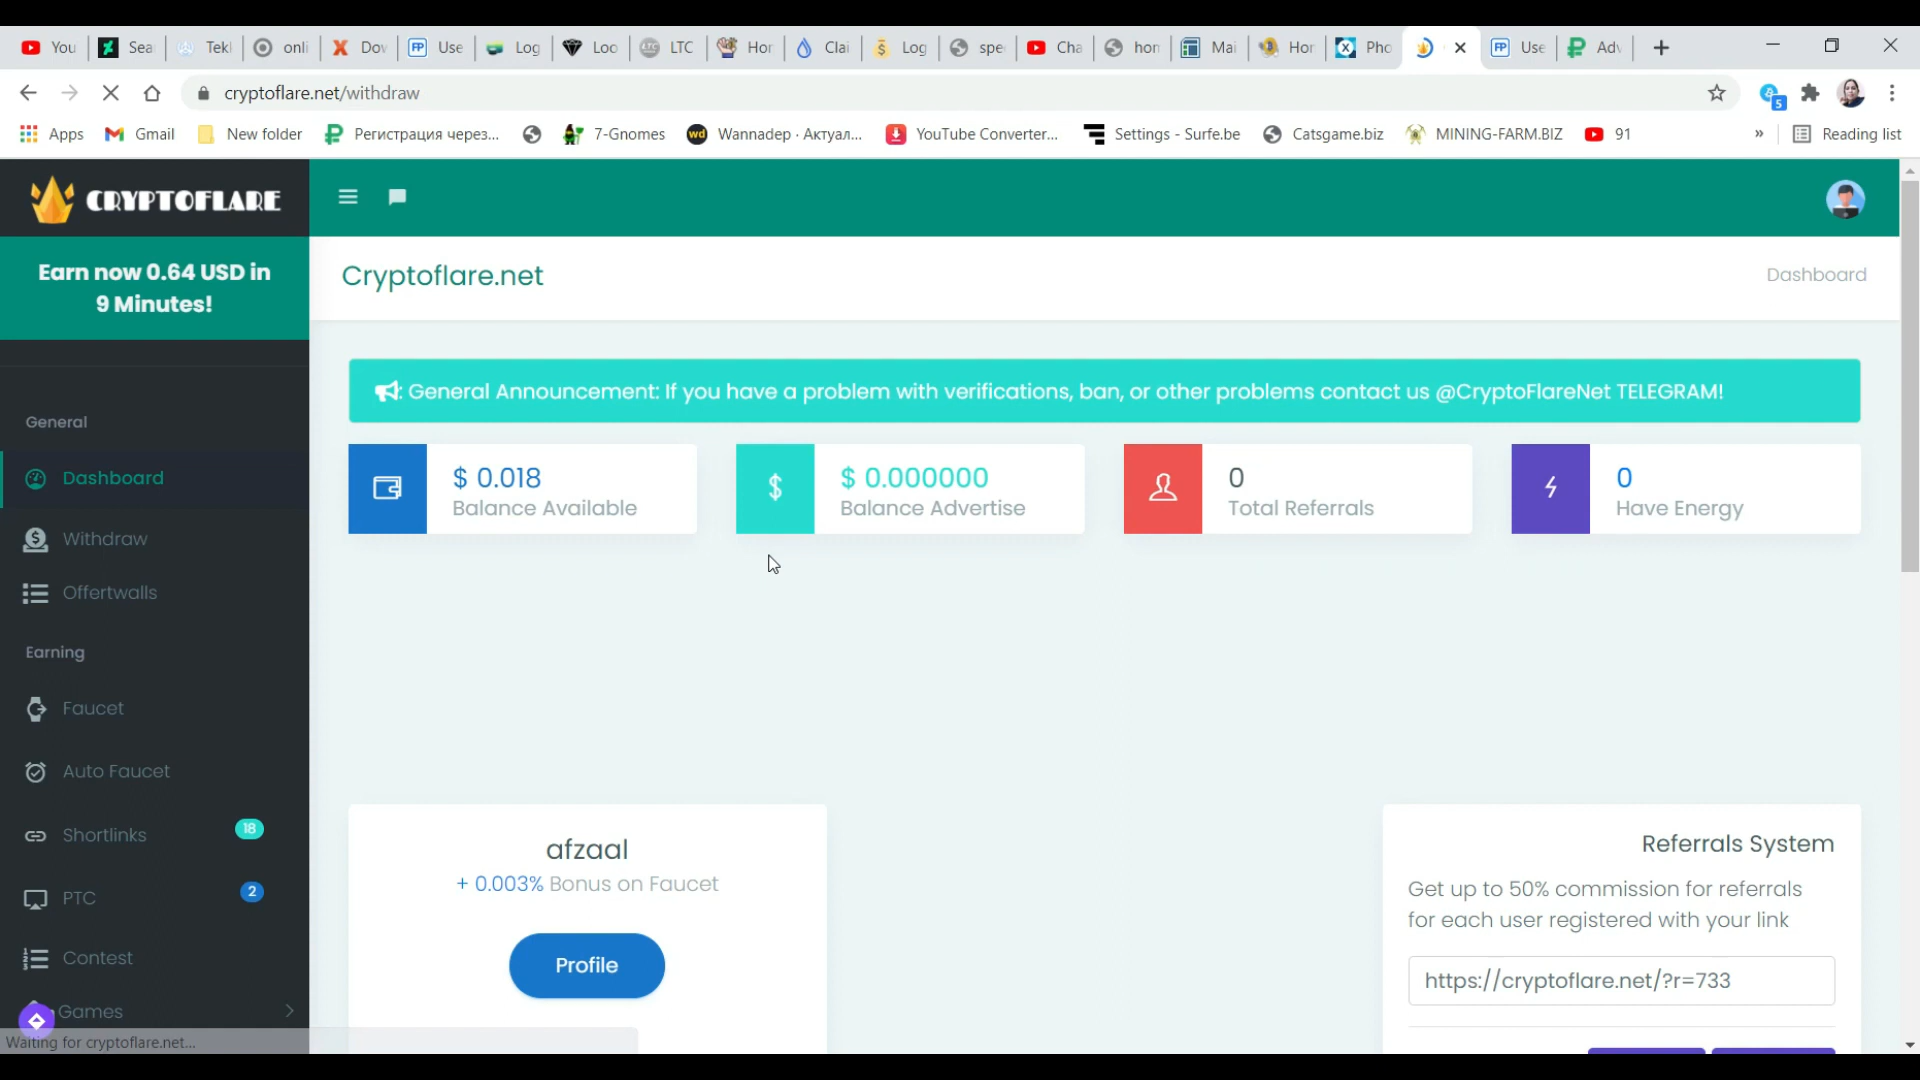 You
Sea
Tekl
onli
Dov
Use
Log
Loo
LTC
Hor
Clai
Log
spe
Cha
hon
Mai
Hor
Pho
Use
Adv
cryptoflare.net/withdraw
5
Apps
Gmail
New folder
Регистрация через...
7-Gnomes
Wannadep · Актуал...
YouTube Converter...
Settings - Surfe.be
Catsgame.biz
MINING-FARM.BIZ
91
»
Reading list
CRYPTOFLARE
Earn now 0.64 USD in
9 Minutes!
General
Dashboard
Withdraw
Offertwalls
Earning
Faucet
Auto Faucet
Shortlinks
18
PTC
2
Contest
Games
Waiting for cryptoflare.net...
Cryptoflare.net
Dashboard
: General Announcement: If you have a problem with verifications, ban, or other problems contact us @CryptoFlareNet TELEGRAM!
$ 0.018
Balance Available
$ 0.000000
Balance Advertise
0
Total Referrals
0
Have Energy
afzaal
+ 0.003% Bonus on Faucet
Profile
Referrals System
Get up to 50% commission for referrals
for each user registered with your link
https://cryptoflare.net/?r=733